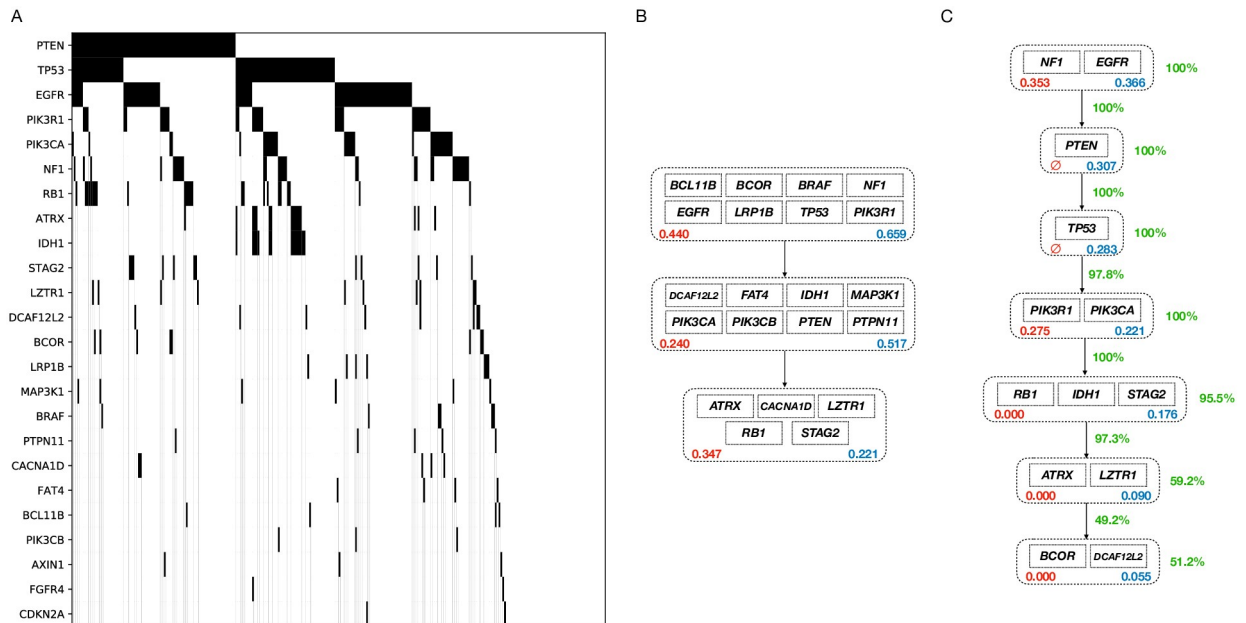 A
PTEN
TP53
EGFR
PIK3R1
PIK3CA
NF1
RB1
ATRX
IDH1
STAG2
LZTR1
DCAF12L2
BCOR
LRP1B
MAP3K1
BRAF
PTPN11
CACNA1D
FAT4
BCL11B
PIK3CB
AXIN1
FGFR4
CDKN2A
B
BCL11B BCOR BRAF NF1
EGFR LRP1B TP53 PIK3R1
0.440 0.659
DCAF12L2 FAT4 IDH1 MAP3K1
PIK3CA PIK3CB PTEN PTPN11
0.240 0.517
ATRX CACNA1D LZTR1
RB1 STAG2
0.347 0.221
C
NF1 EGFR
0.353 0.366
100%
100%
PTEN
∅ 0.307
100%
100%
TP53
∅ 0.283
100%
97.8%
PIK3R1 PIK3CA
0.275 0.221
100%
100%
RB1 IDH1 STAG2
0.000 0.176
95.5%
97.3%
ATRX LZTR1
0.000 0.090
59.2%
49.2%
BCOR DCAF12L2
0.000 0.055
51.2%